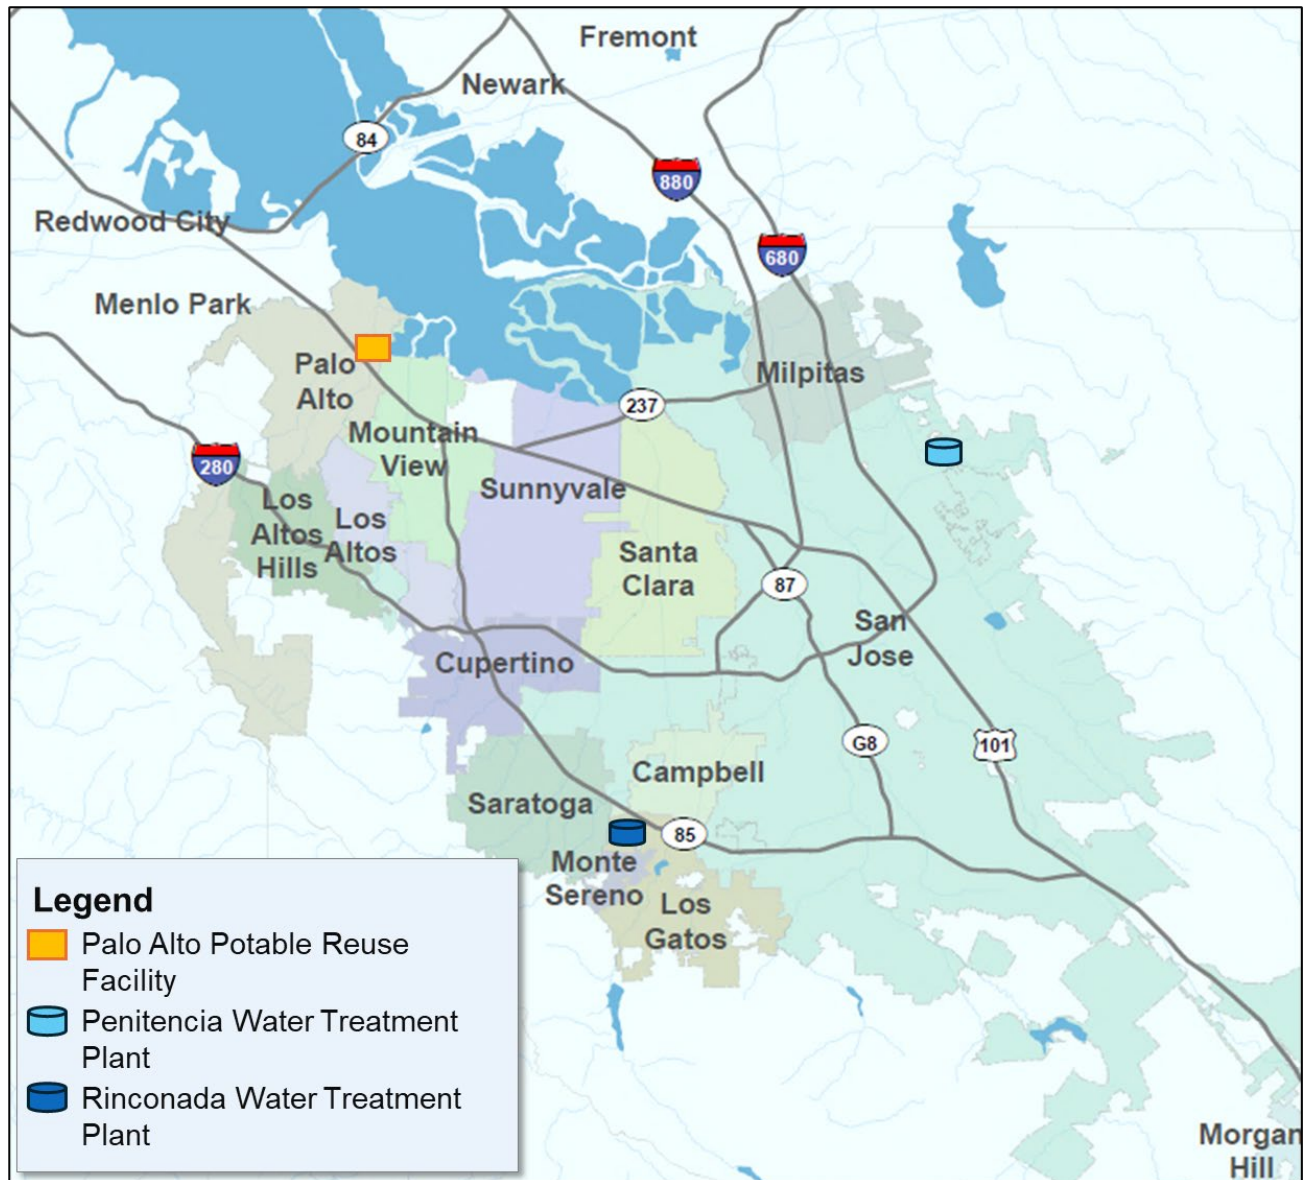 Fremont
Newark
84
880
Redwood City
680
Menlo Park
Palo
Alto
Milpitas
237
Mountain
View
280
Sunnyvale
Los
Altos
Hills
Los
Altos
Santa
Clara
87
San
Jose
Cupertino
G8
101
Campbell
Saratoga
85
Monte
Sereno
Los
Gatos
Legend
Palo Alto Potable Reuse
Facility
Penitencia Water Treatment
Plant
Rinconada Water Treatment
Plant
Morgan
Hill